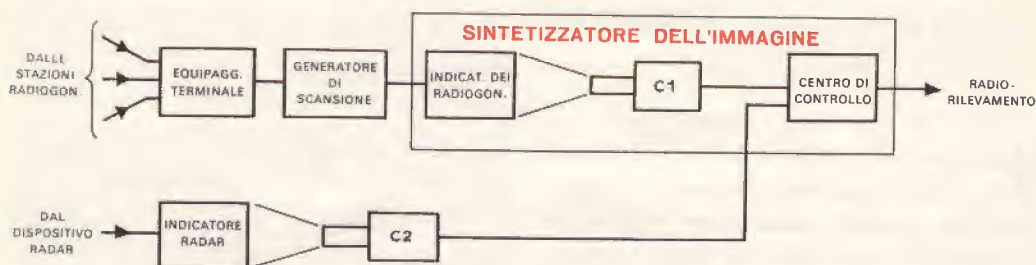 SINTETIZZATORE DELL'IMMAGINE
DALLE
STAZIONI
RADIOGON.
EQUIPAGG.
TERMINALE
GENERATORE
DI
SCANSIONE
INDICAT. DEI
RADIOGON.
C1
CENTRO DI
CONTROLLO
RADIO-
RILEVAMENTO
DAL
DISPOSITIVO
RADAR
INDICATORE
RADAR
C2